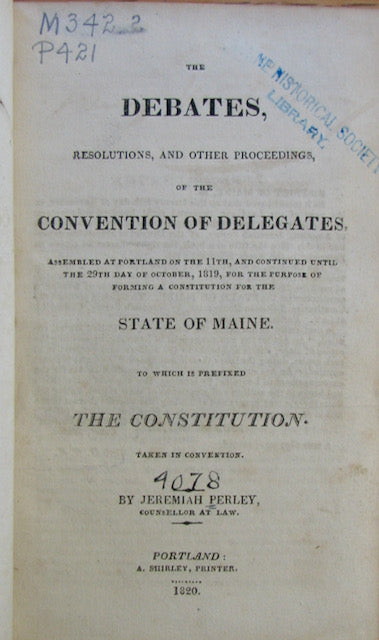 M342.2
P421
ME HISTORICAL SOCIETY
LIBRARY.
THE
DEBATES,
RESOLUTIONS, AND OTHER PROCEEDINGS,
OF THE
CONVENTION OF DELEGATES,
ASSEMBLED AT PORTLAND ON THE 11TH, AND CONTINUED UNTIL
THE 29TH DAY OF OCTOBER, 1819, FOR THE PURPOSE OF
FORMING A CONSTITUTION FOR THE
STATE OF MAINE.
TO WHICH IS PREFIXED
THE CONSTITUTION.
TAKEN IN CONVENTION.
4078
BY JEREMIAH PERLEY,
COUNSELLOR AT LAW.
PORTLAND:
A. SHIRLEY, PRINTER.
1820.